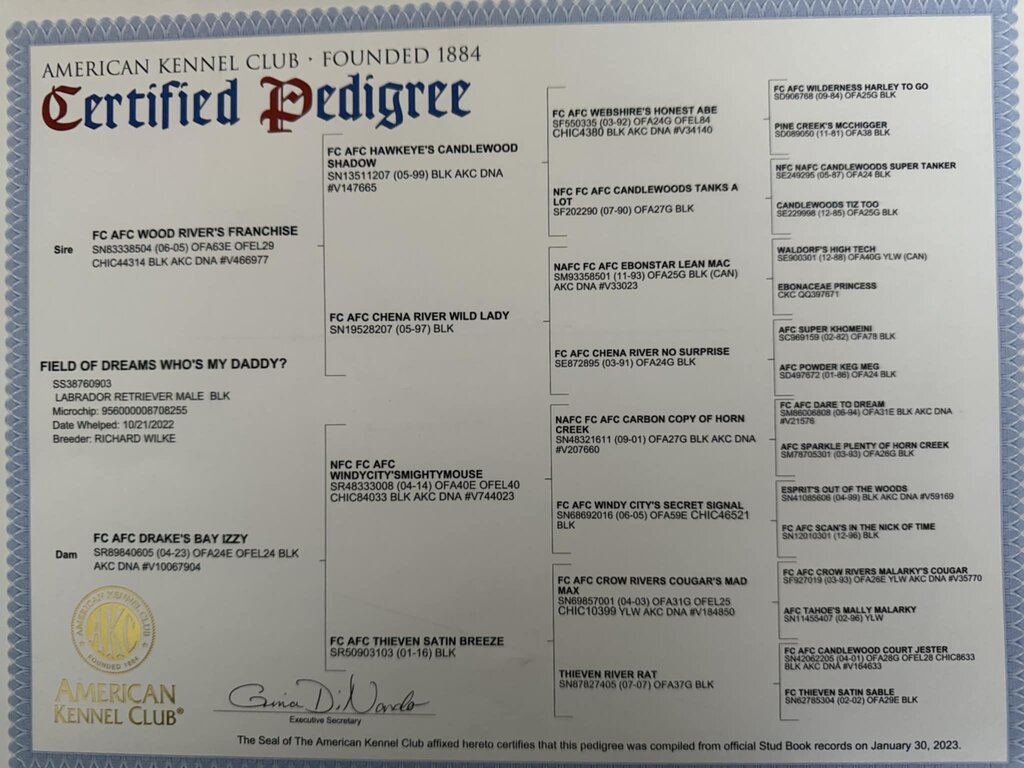 AMERICAN KENNEL CLUB · FOUNDED 1884
Certified Pedigree
Sire
FC AFC WOOD RIVER'S FRANCHISE
SN83338504 (06-05) OFA63E OFEL29
CHIC44314 BLK AKC DNA #V466977
FIELD OF DREAMS WHO'S MY DADDY?
SS38760903
LABRADOR RETRIEVER MALE BLK
Microchip: 956000008708255
Date Whelped: 10/21/2022
Breeder: RICHARD WILKE
Dam
FC AFC DRAKE'S BAY IZZY
SR89840605 (04-23) OFA24E OFEL24 BLK
AKC DNA #V10067904
FC AFC HAWKEYE'S CANDLEWOOD
SHADOW
SN13511207 (05-99) BLK AKC DNA
#V147665
FC AFC CHENA RIVER WILD LADY
SN19528207 (05-97) BLK
NFC FC AFC
WINDYCITY'SMIGHTYMOUSE
SR48333008 (04-14) OFA40E OFEL40
CHIC84033 BLK AKC DNA #V744023
FC AFC THIEVEN SATIN BREEZE
SR50903103 (01-16) BLK
FC AFC WEBSHIRE'S HONEST ABE
SF550335 (03-92) OFA24G OFEL84
CHIC4380 BLK AKC DNA #V34140
NFC FC AFC CANDLEWOODS TANKS A
LOT
SF202290 (07-90) OFA27G BLK
NAFC FC AFC EBONSTAR LEAN MAC
SM93358501 (11-93) OFA25G BLK (CAN)
AKC DNA #V33023
FC AFC CHENA RIVER NO SURPRISE
SE872895 (03-91) OFA24G BLK
NAFC FC AFC CARBON COPY OF HORN
CREEK
SN48321611 (09-01) OFA27G BLK AKC DNA
#V207660
FC AFC WINDY CITY'S SECRET SIGNAL
SN68692016 (06-05) OFA59E CHIC46521
BLK
FC AFC CROW RIVERS COUGAR'S MAD
MAX
SN69857001 (04-03) OFA31G OFEL25
CHIC10399 YLW AKC DNA #V184850
THIEVEN RIVER RAT
SN87827405 (07-07) OFA37G BLK
FC AFC WILDERNESS HARLEY TO GO
SD906768 (09-84) OFA25G BLK
PINE CREEK'S MCCHIGGER
SD089050 (11-81) OFA38 BLK
NFC NAFC CANDLEWOODS SUPER TANKER
SE249295 (05-87) OFA24 BLK
CANDLEWOODS TIZ TOO
SE229998 (12-85) OFA25G BLK
WALDORF'S HIGH TECH
SE900301 (12-88) OFA40G YLW (CAN)
EBONACEAE PRINCESS
CKC QQ397671
AFC SUPER KHOMEINI
SC969159 (02-82) OFA78 BLK
AFC POWDER KEG MEG
SD497672 (01-86) OFA24 BLK
FC AFC DARE TO DREAM
SM86006808 (06-94) OFA31E BLK AKC DNA
#V21576
AFC SPARKLE PLENTY OF HORN CREEK
SM78705301 (03-93) OFA26G BLK
ESPRIT'S OUT OF THE WOODS
SN41085608 (04-99) BLK AKC DNA #V59169
FC AFC SCAN'S IN THE NICK OF TIME
SN12010301 (12-96) BLK
FC AFC CROW RIVERS MALARKY'S COUGAR
SF927019 (03-93) OFA26E YLW AKC DNA #V35770
AFC TAHOE'S MALLY MALARKY
SN11455407 (02-96) YLW
FC AFC CANDLEWOOD COURT JESTER
SN42062205 (04-01) OFA28G OFEL28 CHIC8633
BLK AKC DNA #V164633
FC THIEVEN SATIN SABLE
SN62785304 (02-02) OFA29E BLK
AMERICAN KENNEL CLUB
AKC
FOUNDED 1884
AMERICAN
KENNEL CLUB®
Gina DiNardo
Executive Secretary
The Seal of The American Kennel Club affixed hereto certifies that this pedigree was compiled from official Stud Book records on January 30, 2023.